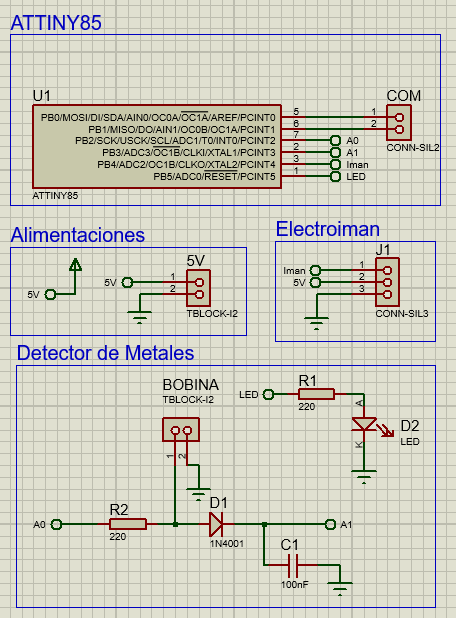 ATTINY85
U1
PB0/MOSI/DI/SDA/AIN0/OC0A/OC1A/AREF/PCINT0 5
PB1/MISO/DO/AIN1/OC0B/OC1A/PCINT1 6
PB2/SCK/USCK/SCL/ADC1/T0/INT0/PCINT2 7 A0
PB3/ADC3/OC1B/CLKI/XTAL1/PCINT3 2 A1
PB4/ADC2/OC1B/CLKO/XTAL2/PCINT4 3 Iman
PB5/ADC0/RESET/PCINT5 1 LED
ATTINY85
COM
1
2
CONN-SIL2
Alimentaciones
5V
5V
5V
1
2
TBLOCK-I2
Electroiman
J1
Iman 1
5V 2
3
CONN-SIL3
Detector de Metales
BOBINA
TBLOCK-I2
1 2
LED
R1
220
A
D2
LED
K
A0
R2
220
D1
1N4001
A1
C1
100nF